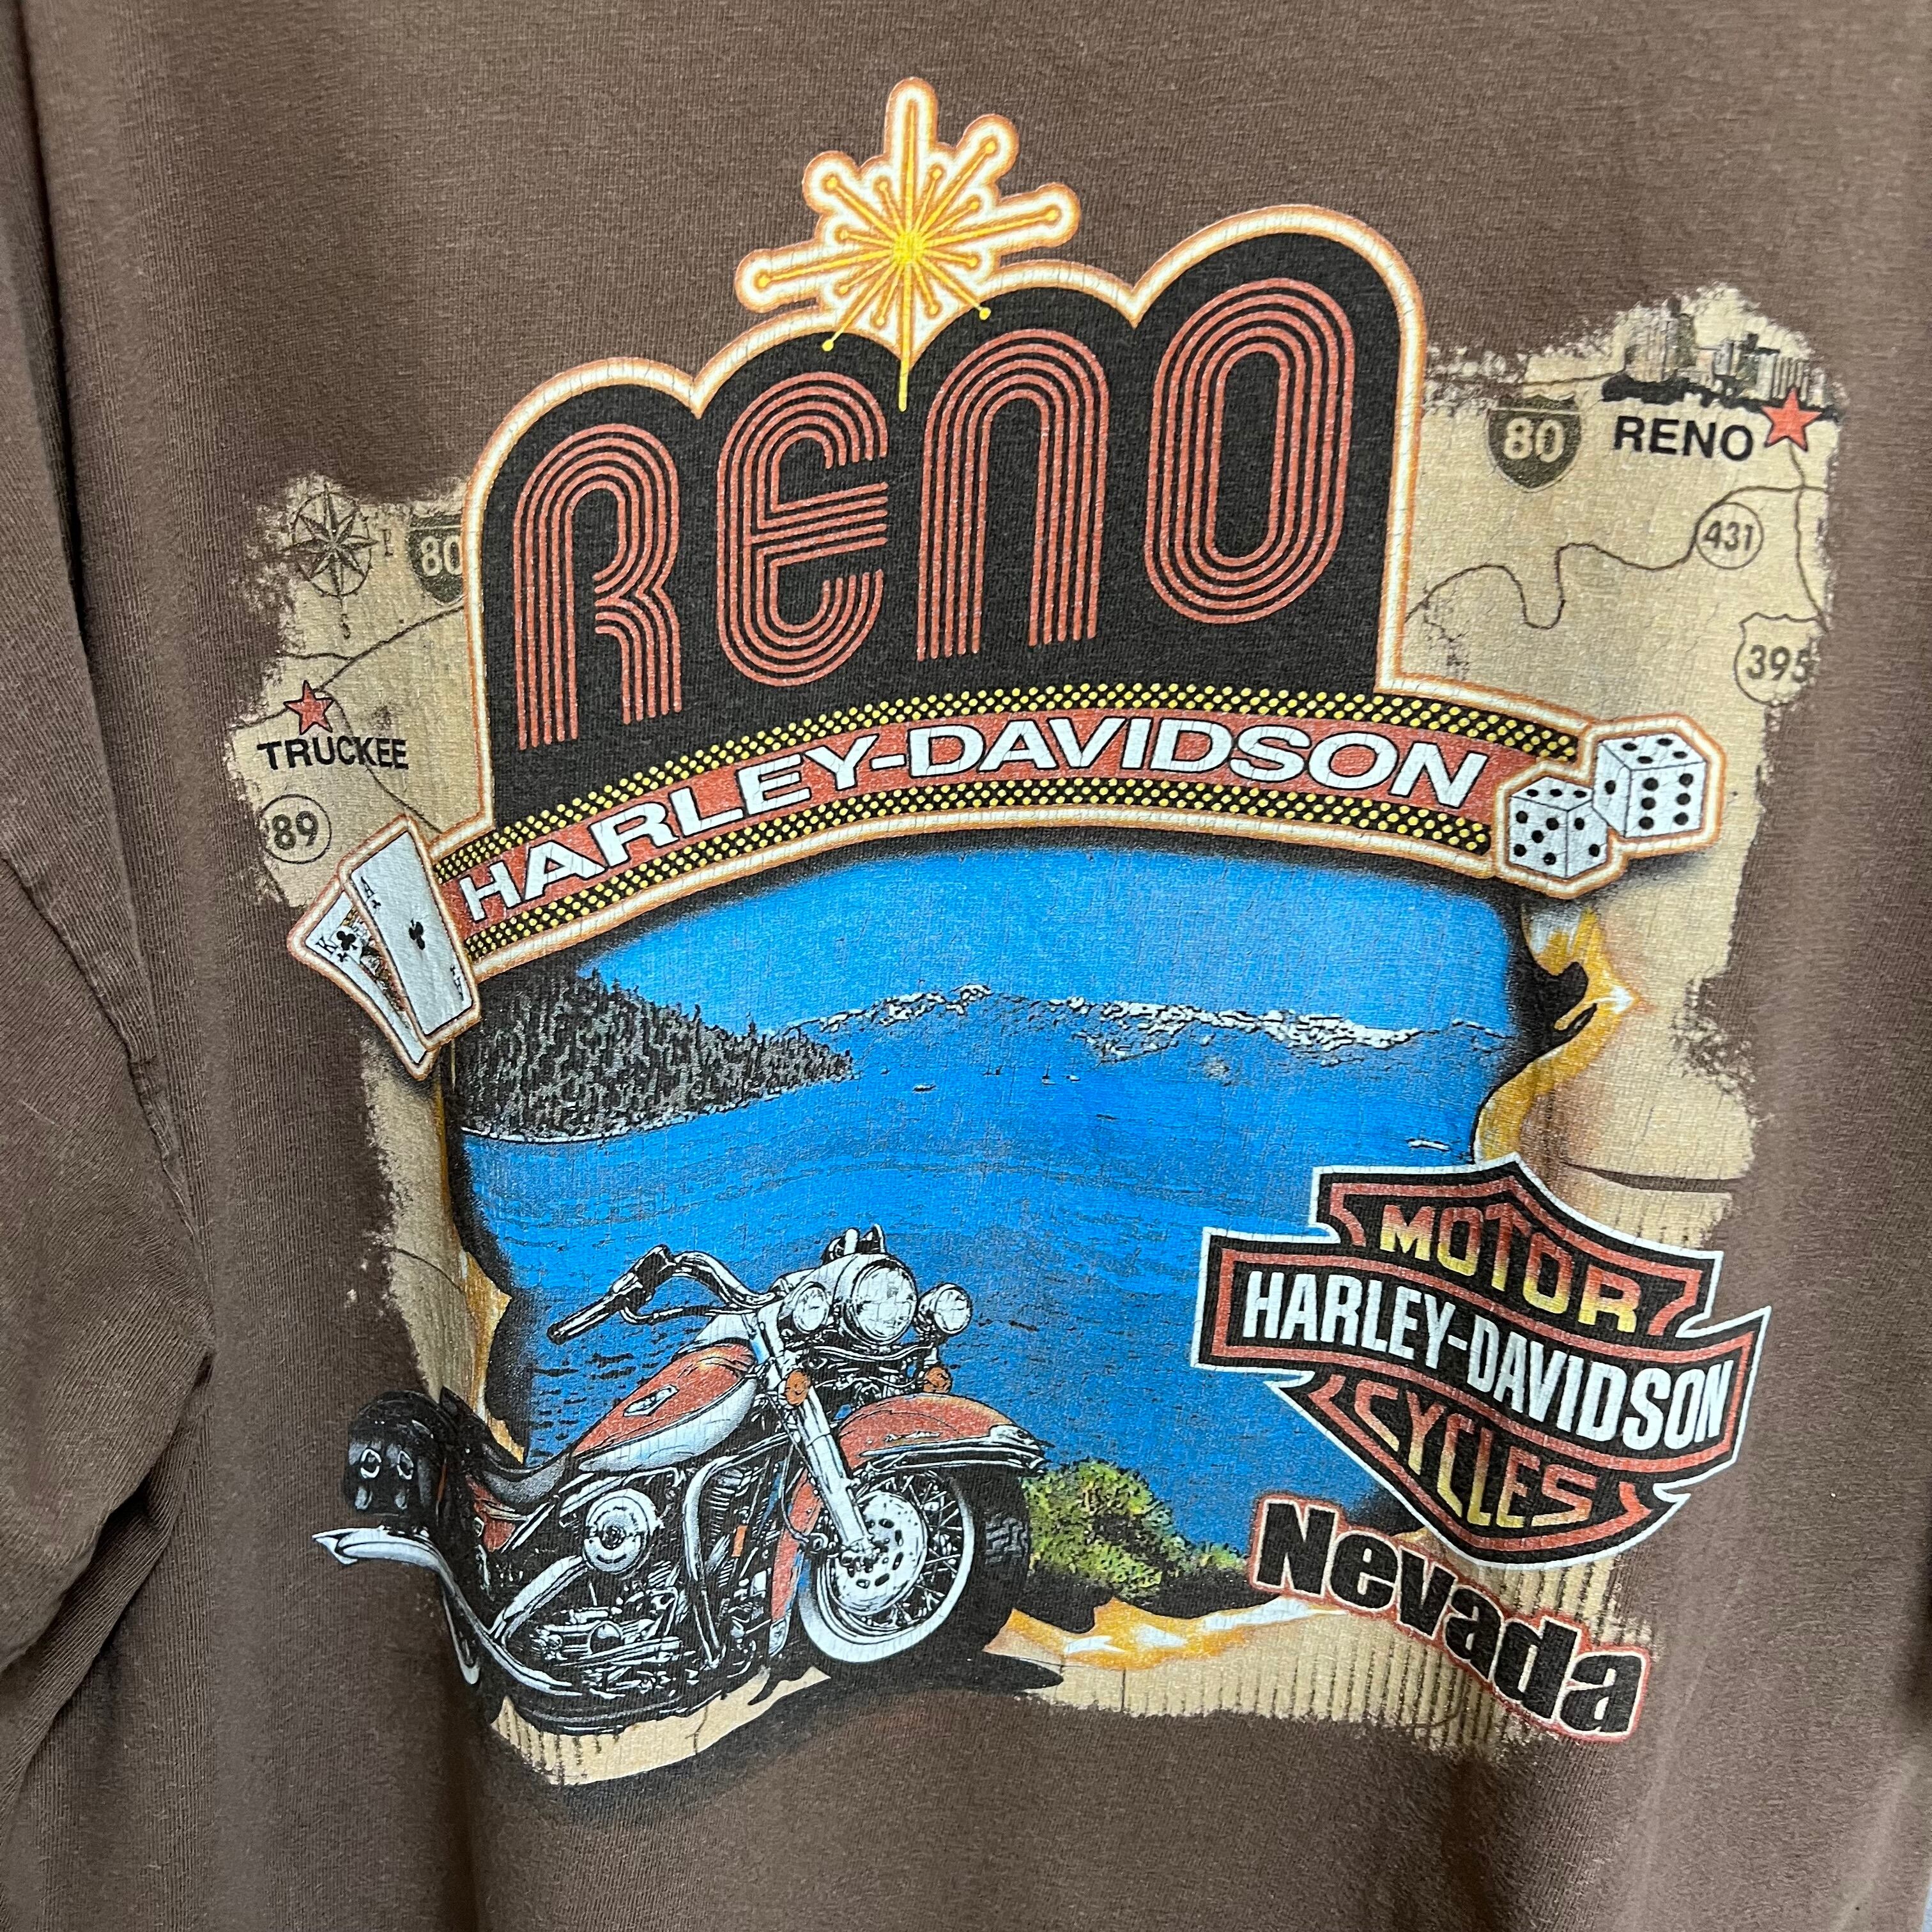 RENO
80
RENO
431
395
E
80
S
TRUCKEE
89
HARLEY-DAVIDSON
K
A
MOTOR
HARLEY-DAVIDSON
CYCLES
Nevada